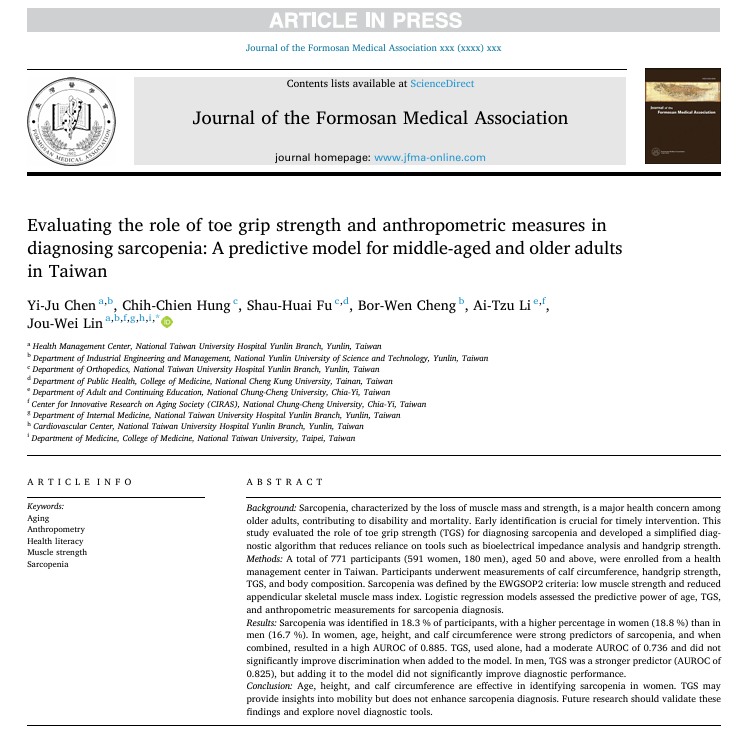 ARTICLE IN PRESS
Journal of the Formosan Medical Association xxx (xxxx) xxx
Contents lists available at ScienceDirect
Journal of the Formosan Medical Association
journal homepage: www.jfma-online.com
FORMOSAN MEDICAL ASSOCIATION
Journal of the
Formosan Medical Association
Evaluating the role of toe grip strength and anthropometric measures in
diagnosing sarcopenia: A predictive model for middle-aged and older adults
in Taiwan
Yi-Ju Chen a,b, Chih-Chien Hung c, Shau-Huai Fu c,d, Bor-Wen Cheng b, Ai-Tzu Li e,f,
Jou-Wei Lin a,b,f,g,h,i,*
a Health Management Center, National Taiwan University Hospital Yunlin Branch, Yunlin, Taiwan
b Department of Industrial Engineering and Management, National Yunlin University of Science and Technology, Yunlin, Taiwan
c Department of Orthopedics, National Taiwan University Hospital Yunlin Branch, Yunlin, Taiwan
d Department of Public Health, College of Medicine, National Cheng Kung University, Tainan, Taiwan
e Department of Adult and Continuing Education, National Chung-Cheng University, Chia-Yi, Taiwan
f Center for Innovative Research on Aging Society (CIRAS), National Chung-Cheng University, Chia-Yi, Taiwan
g Department of Internal Medicine, National Taiwan University Hospital Yunlin Branch, Yunlin, Taiwan
h Cardiovascular Center, National Taiwan University Hospital Yunlin Branch, Yunlin, Taiwan
i Department of Medicine, College of Medicine, National Taiwan University, Taipei, Taiwan
ARTICLE INFO
Keywords:
Aging
Anthropometry
Health literacy
Muscle strength
Sarcopenia
ABSTRACT
Background: Sarcopenia, characterized by the loss of muscle mass and strength, is a major health concern among
older adults, contributing to disability and mortality. Early identification is crucial for timely intervention. This
study evaluated the role of toe grip strength (TGS) for diagnosing sarcopenia and developed a simplified diag-
nostic algorithm that reduces reliance on tools such as bioelectrical impedance analysis and handgrip strength.
Methods: A total of 771 participants (591 women, 180 men), aged 50 and above, were enrolled from a health
management center in Taiwan. Participants underwent measurements of calf circumference, handgrip strength,
TGS, and body composition. Sarcopenia was defined by the EWGSOP2 criteria: low muscle strength and reduced
appendicular skeletal muscle mass index. Logistic regression models assessed the predictive power of age, TGS,
and anthropometric measurements for sarcopenia diagnosis.
Results: Sarcopenia was identified in 18.3 % of participants, with a higher percentage in women (18.8 %) than in
men (16.7 %). In women, age, height, and calf circumference were strong predictors of sarcopenia, and when
combined, resulted in a high AUROC of 0.885. TGS, used alone, had a moderate AUROC of 0.736 and did not
significantly improve discrimination when added to the model. In men, TGS was a stronger predictor (AUROC of
0.825), but adding it to the model did not significantly improve diagnostic performance.
Conclusion: Age, height, and calf circumference are effective in identifying sarcopenia in women. TGS may
provide insights into mobility but does not enhance sarcopenia diagnosis. Future research should validate these
findings and explore novel diagnostic tools.